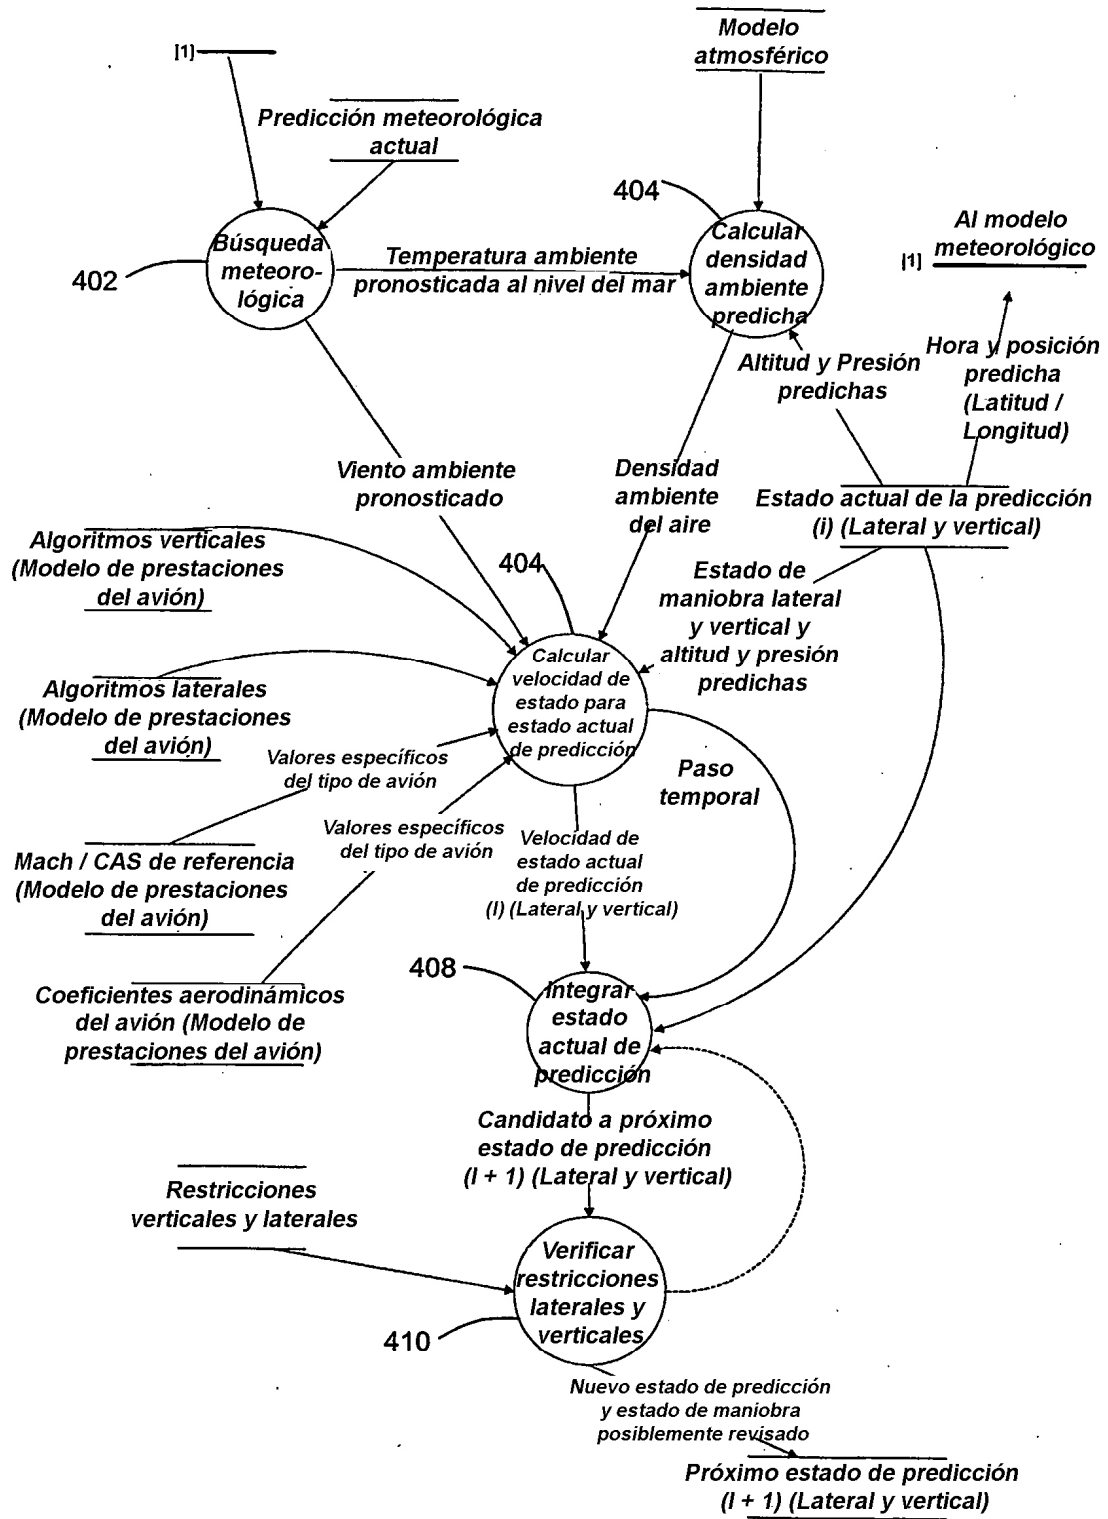 Modelo
atmosférico
[1]
Predicción meteorológica
actual
404
Al modelo
meteorológico
[1]
402
Búsqueda
meteoro-
lógica
Temperatura ambiente
pronosticada al nivel del mar
Calcular
densidad
ambiente
predicha
Altitud y Presión
predichas
Hora y posición
predicha
(Latitud /
Longitud)
Viento ambiente
pronosticado
Densidad
ambiente
del aire
Estado actual de la predicción
(i) (Lateral y vertical)
Algoritmos verticales
(Modelo de prestaciones
del avión)
404
Estado de
maniobra lateral
y vertical y
altitud y presión
predichas
Calcular
velocidad de
estado para
estado actual
de predicción
Algoritmos laterales
(Modelo de prestaciones
del avión)
Valores específicos
del tipo de avión
Paso
temporal
Valores específicos
del tipo de avión
Velocidad de
estado actual
de predicción
(I) (Lateral y vertical)
Mach / CAS de referencia
(Modelo de prestaciones
del avión)
408
Coeficientes aerodinámicos
del avión (Modelo de
prestaciones del avión)
Integrar
estado
actual de
predicción
Candidato a próximo
estado de predicción
(I + 1) (Lateral y vertical)
Restricciones
verticales y laterales
Verificar
restricciones
laterales y
verticales
410
Nuevo estado de predicción
y estado de maniobra
posiblemente revisado
Próximo estado de predicción
(I + 1) (Lateral y vertical)